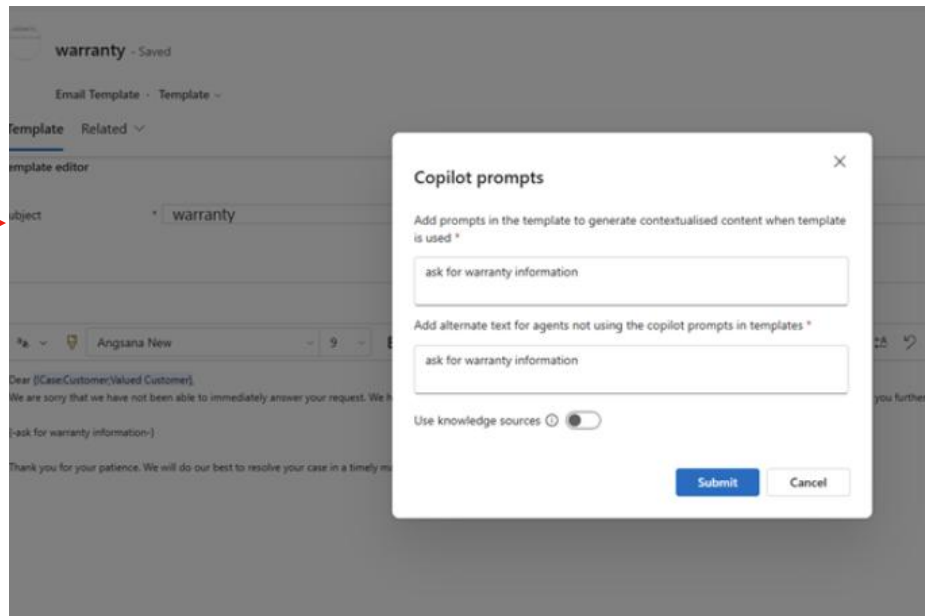 warranty - Saved
Email Template · Template
Template Related
emplate editor
ubject * warranty
Angsana New 9 B
Dear {!Case:Customer;Valued Customer},
We are sorry that we have not been able to immediately answer your request. We h
you further
{-ask for warranty information-}
Thank you for your patience. We will do our best to resolve your case in a timely m
Copilot prompts
Add prompts in the template to generate contextualised content when template
is used *
ask for warranty information
Add alternate text for agents not using the copilot prompts in templates *
ask for warranty information
Use knowledge sources
Submit Cancel